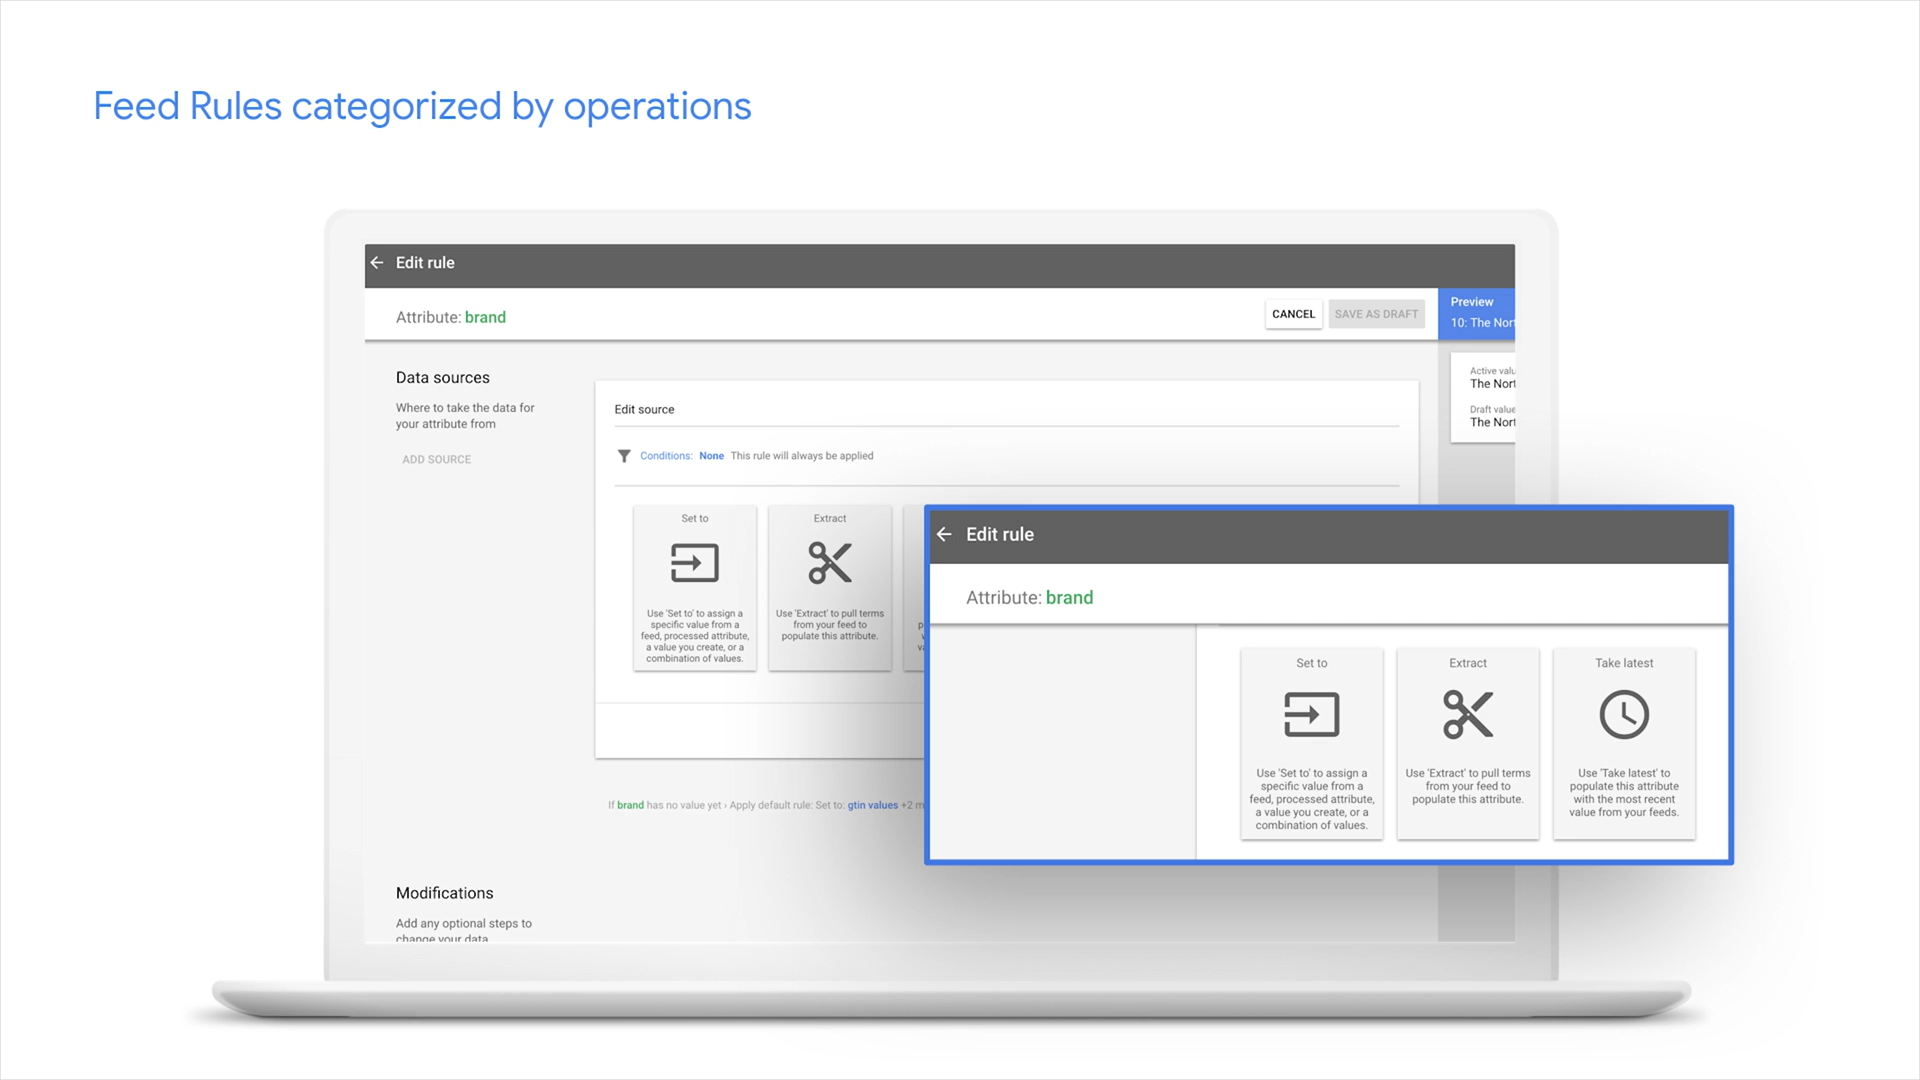 Feed Rules categorized by operations
Edit rule
Attribute: brand
CANCEL
SAVE AS DRAFT
Preview
10: The Nort
Data sources
Where to take the data for
your attribute from
ADD SOURCE
Edit source
Conditions: None This rule will always be applied
Active valu
The Nort
Draft value
The Nort
Set to
Use 'Set to' to assign a
specific value from a
feed, processed attribute,
a value you create, or a
combination of values.
Extract
Use 'Extract' to pull terms
from your feed to
populate this attribute.
If brand has no value yet › Apply default rule: Set to: gtin values +2 m
Modifications
Add any optional steps to
change your data
Edit rule
Attribute: brand
Set to
Use 'Set to' to assign a
specific value from a
feed, processed attribute,
a value you create, or a
combination of values.
Extract
Use 'Extract' to pull terms
from your feed to
populate this attribute.
Take latest
Use 'Take latest' to
populate this attribute
with the most recent
value from your feeds.